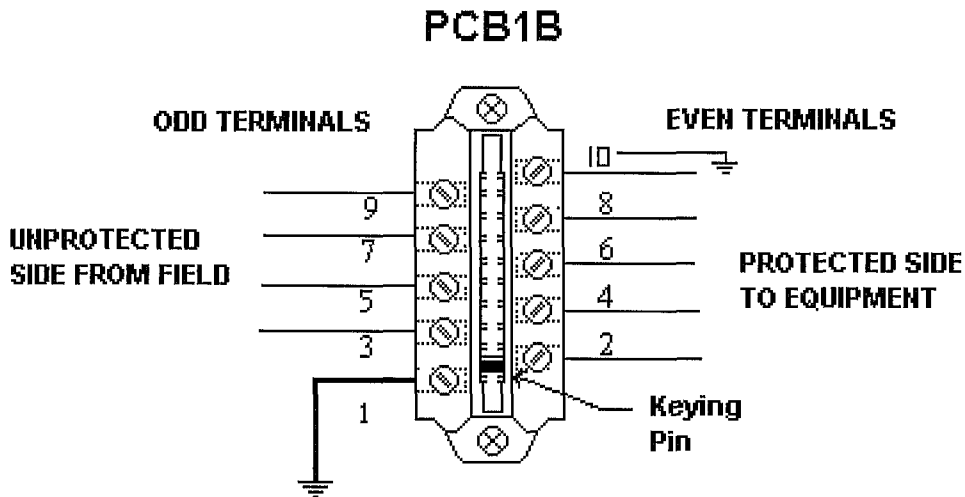 PCB1B
ODD TERMINALS
EVEN TERMINALS
10
9
8
UNPROTECTED
SIDE FROM FIELD
7
6
PROTECTED SIDE
TO EQUIPMENT
5
4
3
2
1
Keying
Pin